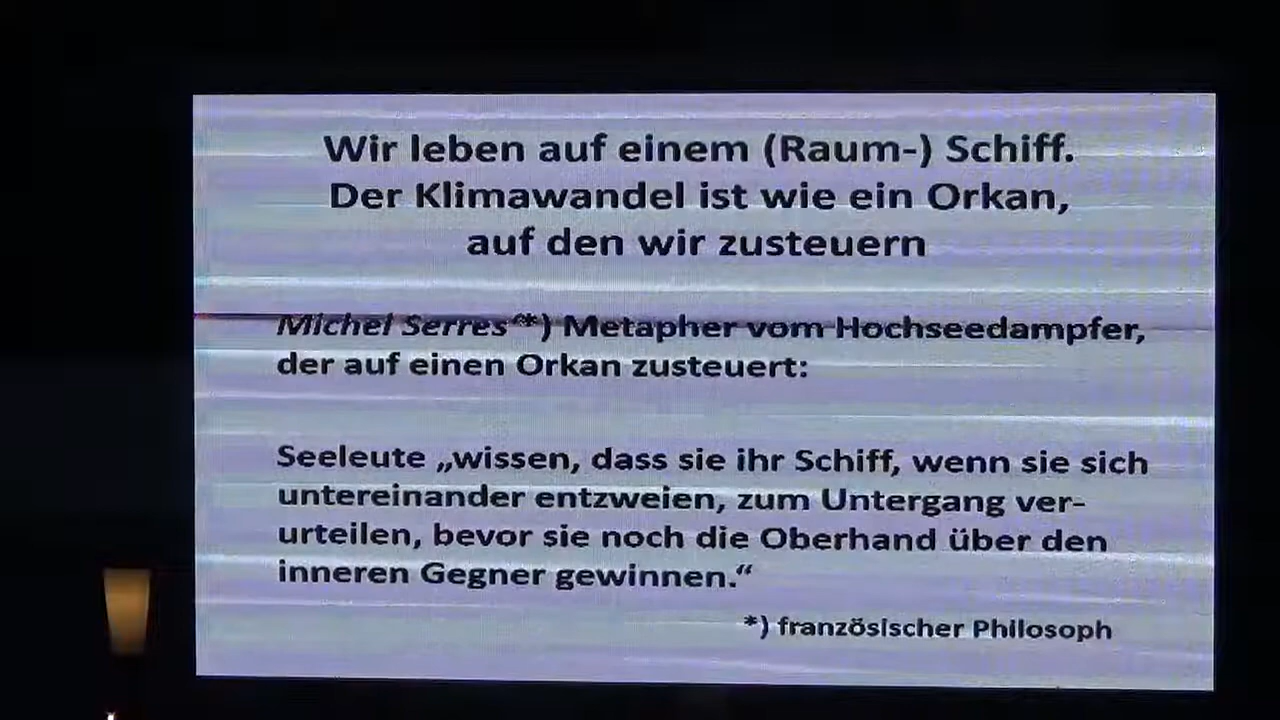 Wir leben auf einem (Raum-) Schiff.
Der Klimawandel ist wie ein Orkan,
auf den wir zusteuern
Michel Serres‘*) Metapher vom Hochseedampfer,
der auf einen Orkan zusteuert:
Seeleute „wissen, dass sie ihr Schiff, wenn sie sich
untereinander entzweien, zum Untergang ver-
urteilen, bevor sie noch die Oberhand über den
inneren Gegner gewinnen.“
*) französischer Philosoph